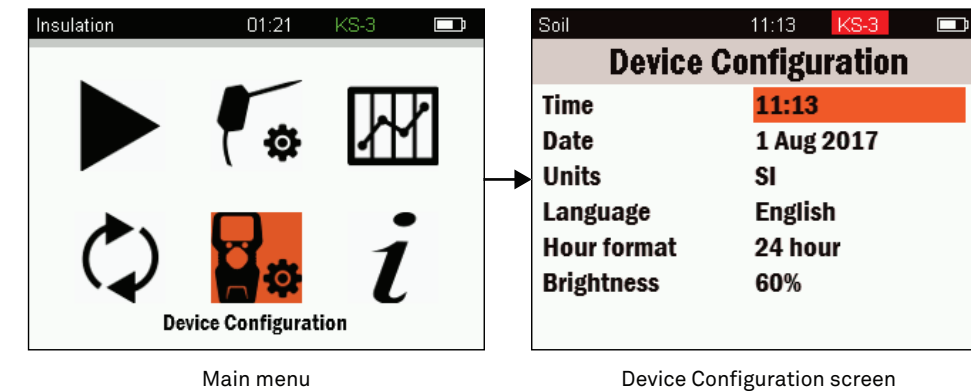 Insulation 01:21 KS-3
Device Configuration
Main menu
Soil 11:13 KS-3
Device Configuration
Time 11:13
Date 1 Aug 2017
Units SI
Language English
Hour format 24 hour
Brightness 60%
Device Configuration screen